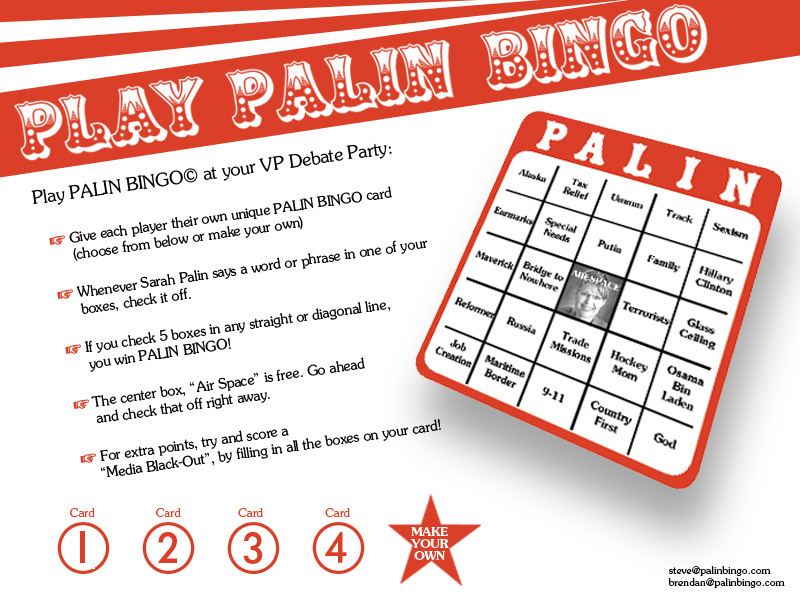 PLAY PALIN BINGO
Play PALIN BINGO© at your VP Debate Party:
Give each player their own unique PALIN BINGO card
(choose from below or make your own)
Whenever Sarah Palin says a word or phrase in one of your
boxes, check it off.
If you check 5 boxes in any straight or diagonal line,
you win PALIN BINGO!
The center box, “Air Space” is free. Go ahead
and check that off right away.
For extra points, try and score a
“Media Black-Out”, by filling in all the boxes on your card!
PALIN
Alaska
Tax
Relief
Ummm
Track
Sexism
Earmarks
Special
Needs
Putin
Family
Hillary
Clinton
Maverick
Bridge to
Nowhere
AIR SPACE
Terrorists
Glass
Ceiling
Reformer
Russia
Trade
Missions
Hockey
Mom
Osama
Bin
Laden
Job
Creation
Maritime
Border
9-11
Country
First
God
Card
1
Card
2
Card
3
Card
4
MAKE
YOUR
OWN
steve@palinbingo.com
brendan@palinbingo.com